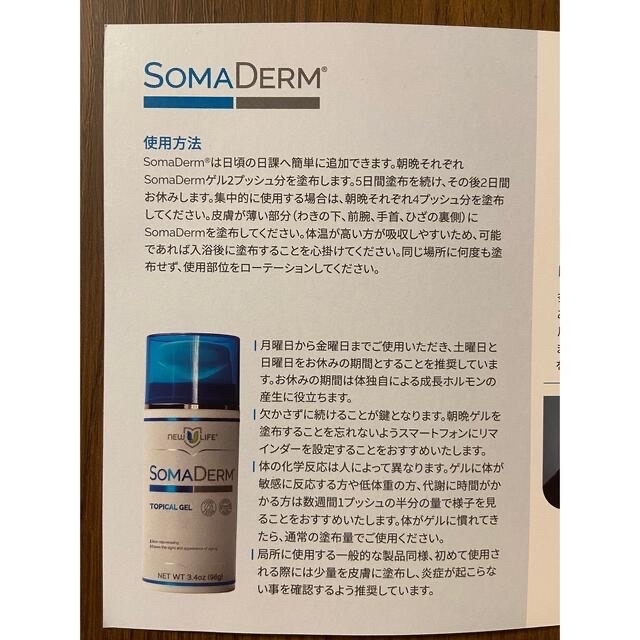 SOMADERM®
使用方法
SomaDerm®は日頃の日課へ簡単に追加できます。朝晩それぞれ
SomaDermゲル2プッシュ分を塗布します。5日間塗布を続け、その後2日間
お休みします。集中的に使用する場合は、朝晩それぞれ4プッシュ分を塗布
してください。皮膚が薄い部分(わきの下、前腕、手首、ひざの裏側)に
SomaDermを塗布してください。体温が高い方が吸収しやすいため、可能
であれば入浴後に塗布することを心掛けてください。同じ場所に何度も塗
布せず、使用部位をローテーションしてください。
月曜日から金曜日までご使用いただき、土曜日と
日曜日をお休みの期間とすることを推奨していま
す。お休みの期間は体独自による成長ホルモンの
産生に役立ちます。
欠かさずに続けることが鍵となります。朝晩ゲルを
塗布することを忘れないようスマートフォンにリマ
インダーを設定することをおすすめいたします。
体の化学反応は人によって異なります。ゲルに体が
敏感に反応する方や低体重の方、代謝に時間がか
かる方は数週間1プッシュの半分の量で様子を見
ることをおすすめいたします。体がゲルに慣れてき
たら、通常の塗布量でご使用ください。
局所に使用する一般的な製品同様、初めて使用さ
れる際には少量を皮膚に塗布し、炎症が起こらな
い事を確認するよう推奨しています。
NEW LIFE
SOMADERM
TOPICAL GEL
NET WT 3.4oz (96g)